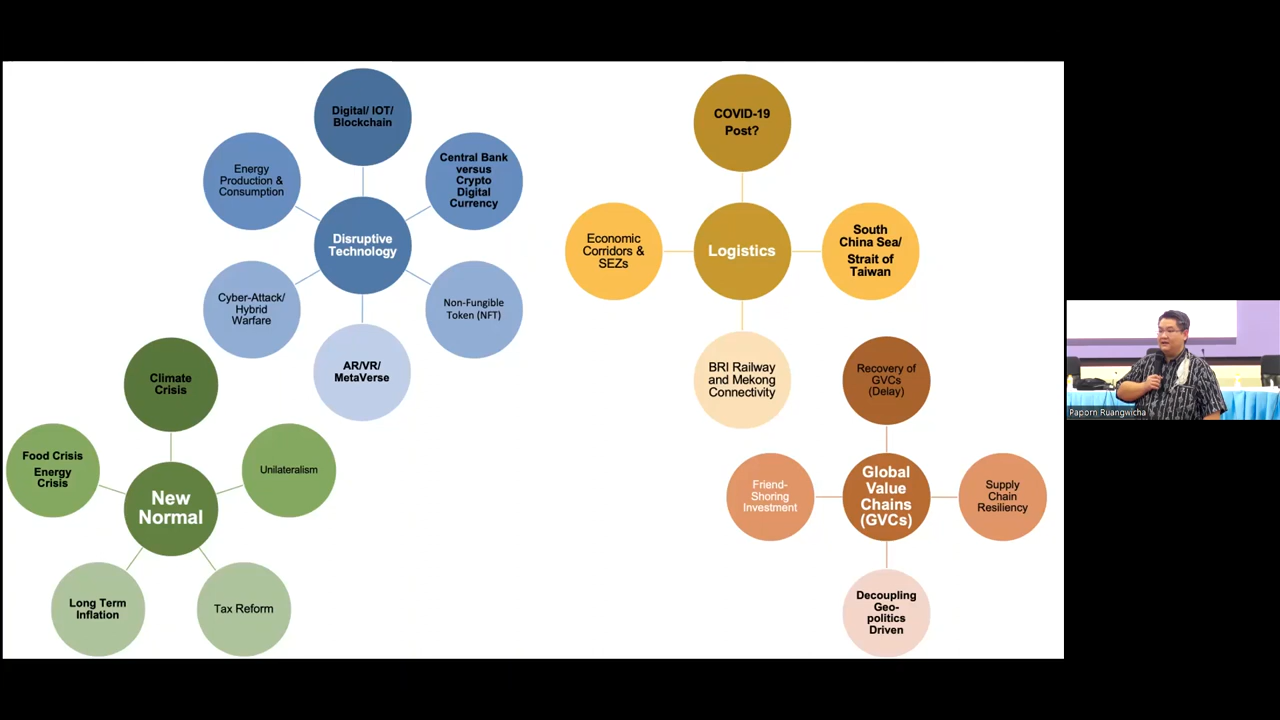 Digital/ IOT/
Blockchain
Energy
Production &
Consumption
Central Bank
versus
Crypto
Digital
Currency
Disruptive
Technology
Cyber-Attack/
Hybrid
Warfare
Non-Fungible
Token (NFT)
AR/VR/
MetaVerse
COVID-19
Post?
Economic
Corridors &
SEZs
Logistics
South
China Sea/
Strait of
Taiwan
BRI Railway
and Mekong
Connectivity
Climate
Crisis
Food Crisis
Energy
Crisis
Unilateralism
New
Normal
Long Term
Inflation
Tax Reform
Recovery of
GVCs
(Delay)
Friend-
Shoring
Investment
Global
Value
Chains
(GVCs)
Supply
Chain
Resiliency
Decoupling
Geo-
politics
Driven
Paporn Ruangwicha